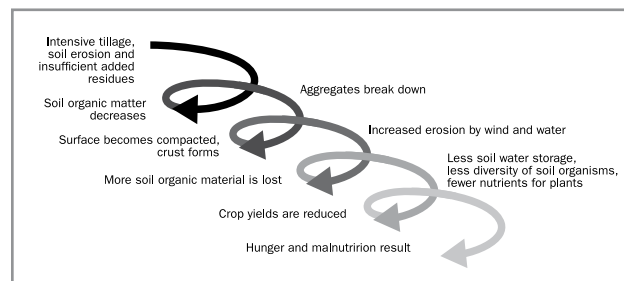 Intensive tillage,
soil erosion and
insufficient added
residues
Aggregates break down
Soil organic matter
decreases
Increased erosion by wind and water
Surface becomes compacted,
crust forms
Less soil water storage,
less diversity of soil organisms,
fewer nutrients for plants
More soil organic material is lost
Crop yields are reduced
Hunger and malnutririon result